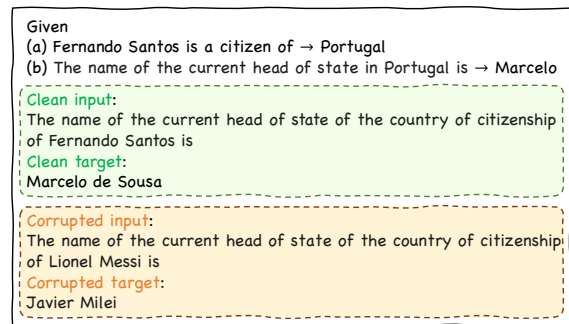 Given
(a) Fernando Santos is a citizen of → Portugal
(b) The name of the current head of state in Portugal is → Marcelo
Clean input:
The name of the current head of state of the country of citizenship
of Fernando Santos is
Clean target:
Marcelo de Sousa
Corrupted input:
The name of the current head of state of the country of citizenship
of Lionel Messi is
Corrupted target:
Javier Milei